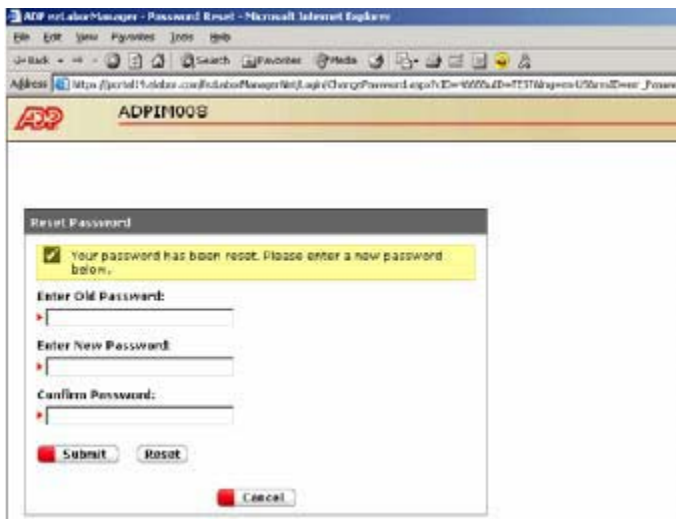 ADP ezLaborManager - Password Reset - Microsoft Internet Explorer
File Edit View Favorites Tools Help
Back Search Favorites Media
Address
ADP
ADPIM008
Reset Password
Your password has been reset. Please enter a new password
below.
Enter Old Password:
Enter New Password:
Confirm Password:
Submit Reset
Cancel